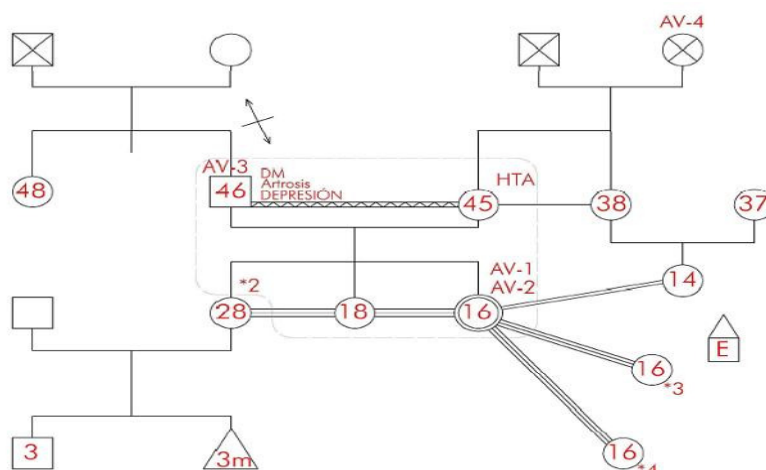 AV-4
AV-3
DM
Artrosis
DEPRESIÓN
HTA
48
46
45
38
37
AV-1
AV-2
*2
28
18
16
14
E
16
*3
3
3m
16
*4